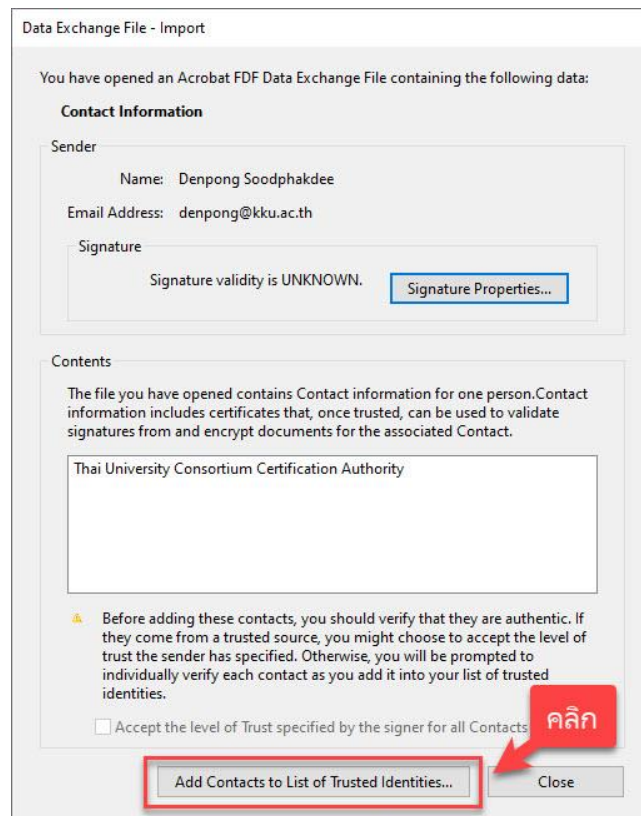 Data Exchange File - Import
You have opened an Acrobat FDF Data Exchange File containing the following data:
Contact Information
Sender
Name: Denpong Soodphakdee
Email Address: denpong@kku.ac.th
Signature
Signature validity is UNKNOWN.
Signature Properties...
Contents
The file you have opened contains Contact information for one person.Contact
information includes certificates that, once trusted, can be used to validate
signatures from and encrypt documents for the associated Contact.
Thai University Consortium Certification Authority
Before adding these contacts, you should verify that they are authentic. If
they come from a trusted source, you might choose to accept the level of
trust the sender has specified. Otherwise, you will be prompted to
individually verify each contact as you add it into your list of trusted
identities.
Accept the level of Trust specified by the signer for all Contacts
คลิก
Add Contacts to List of Trusted Identities...
Close